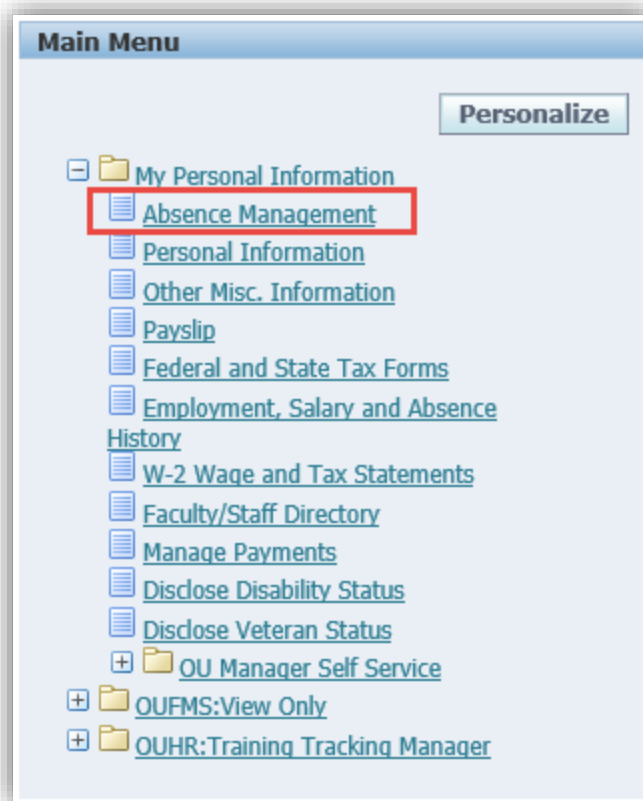 Main Menu
Personalize
My Personal Information
Absence Management
Personal Information
Other Misc. Information
Payslip
Federal and State Tax Forms
Employment, Salary and Absence
History
W-2 Wage and Tax Statements
Faculty/Staff Directory
Manage Payments
Disclose Disability Status
Disclose Veteran Status
OU Manager Self Service
OUFMS:View Only
OUHR:Training Tracking Manager